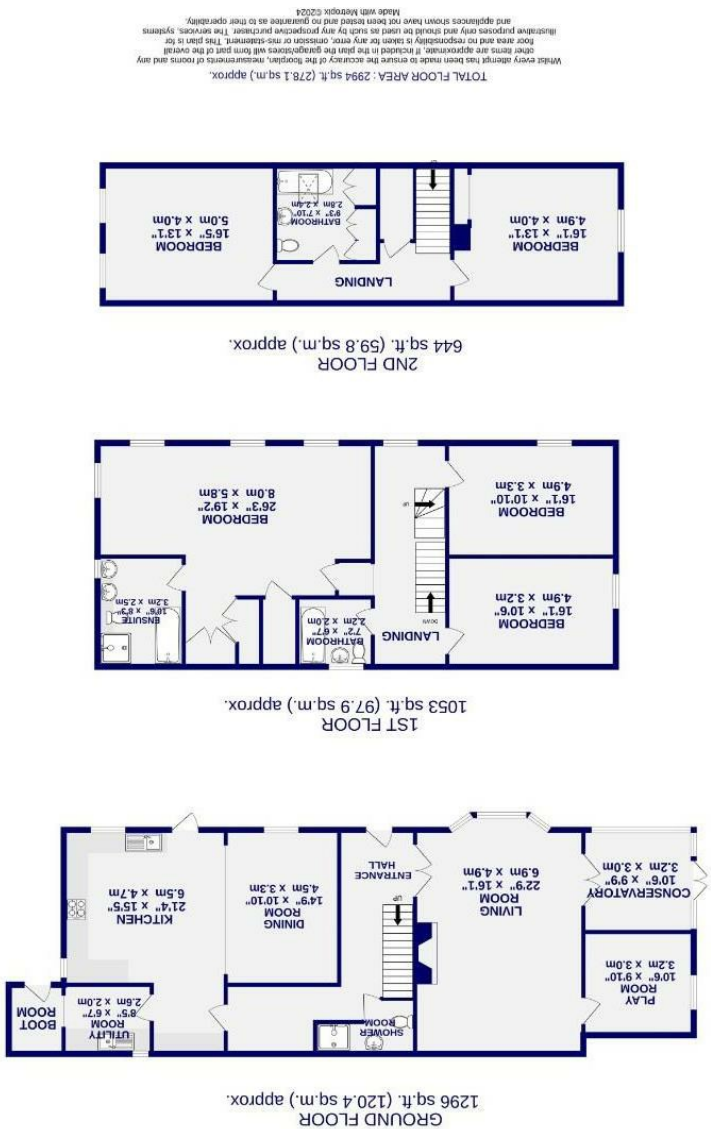 GROUND FLOOR
1296 sq.ft. (120.4 sq.m.) approx.
BOOT
ROOM
UTILITY
ROOM
8'5" x 6'7"
2.6m x 2.0m
KITCHEN
21'4" x 15'5"
6.5m x 4.7m
DINING
ROOM
14'9" x 10'10"
4.5m x 3.3m
SHOWER
ROOM
UP
ENTRANCE
HALL
LIVING
ROOM
22'9" x 16'1"
6.9m x 4.9m
PLAY
ROOM
10'6" x 9'10"
3.2m x 3.0m
CONSERVATORY
10'6" x 9'9"
3.2m x 3.0m
1ST FLOOR
1053 sq.ft. (97.9 sq.m.) approx.
ENSUITE
10'6" x 8'3"
3.2m x 2.5m
BATHROOM
7'2" x 6'7"
2.2m x 2.0m
LANDING
DOWN
UP
BEDROOM
16'1" x 10'6"
4.9m x 3.2m
BEDROOM
26'3" x 19'2"
8.0m x 5.8m
BEDROOM
16'1" x 10'10"
4.9m x 3.3m
2ND FLOOR
644 sq.ft. (59.8 sq.m.) approx.
LANDING
BEDROOM
16'5" x 13'1"
5.0m x 4.0m
BATHROOM
9'3" x 7'10"
2.8m x 2.4m
BEDROOM
16'1" x 13'1"
4.9m x 4.0m
TOTAL FLOOR AREA : 2994 sq.ft. (278.1 sq.m.) approx.
Whilst every attempt has been made to ensure the accuracy of the floorplan, measurements of rooms and any
other items are approximate, if included in the plan the garage/stores will form part of the overall
floor area and no responsibility is taken for any error, omission or mis-statement. This plan is for
illustrative purposes only and should be used as such by any prospective purchaser. The services, systems
and appliances shown have not been tested and no guarantee as to their operability.
Made with Metropix ©2024